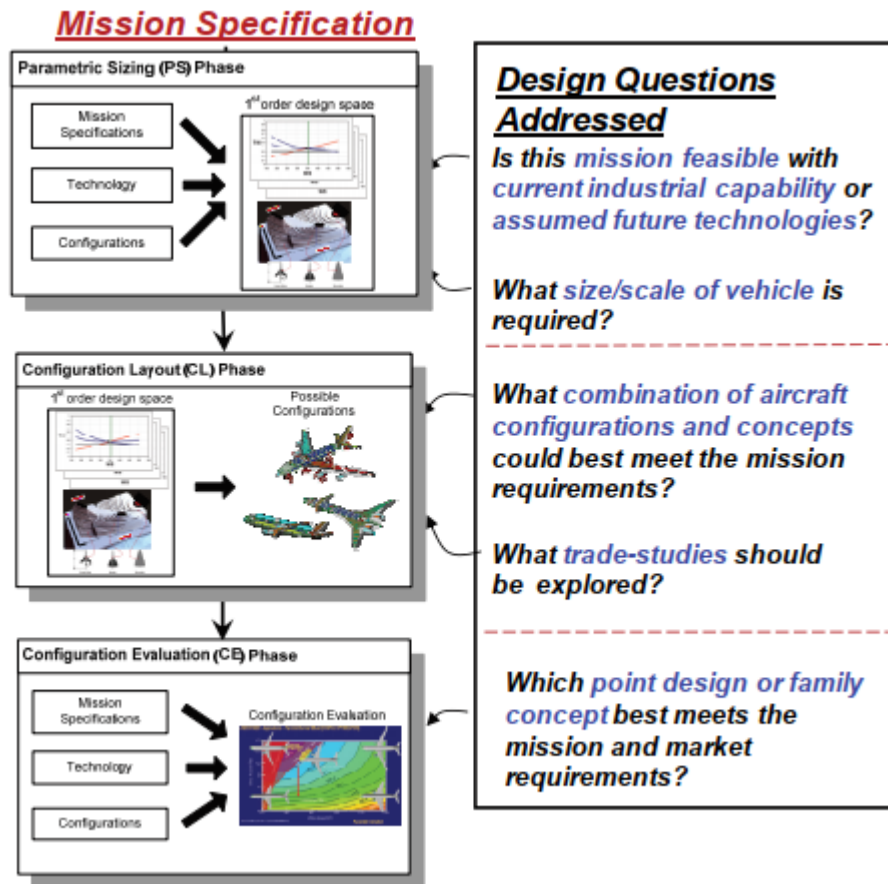 Mission Specification
Parametric Sizing (PS) Phase
Mission
Specifications
Technology
Configurations
1st order design space
Configuration Layout (CL) Phase
1st order design space
Possible
Configurations
Configuration Evaluation (CE) Phase
Mission
Specifications
Technology
Configurations
Configuration Evaluation
Design Questions
Addressed
Is this mission feasible with
current industrial capability or
assumed future technologies?
What size/scale of vehicle is
required?
What combination of aircraft
configurations and concepts
could best meet the mission
requirements?
What trade-studies should
be explored?
Which point design or family
concept best meets the
mission and market
requirements?